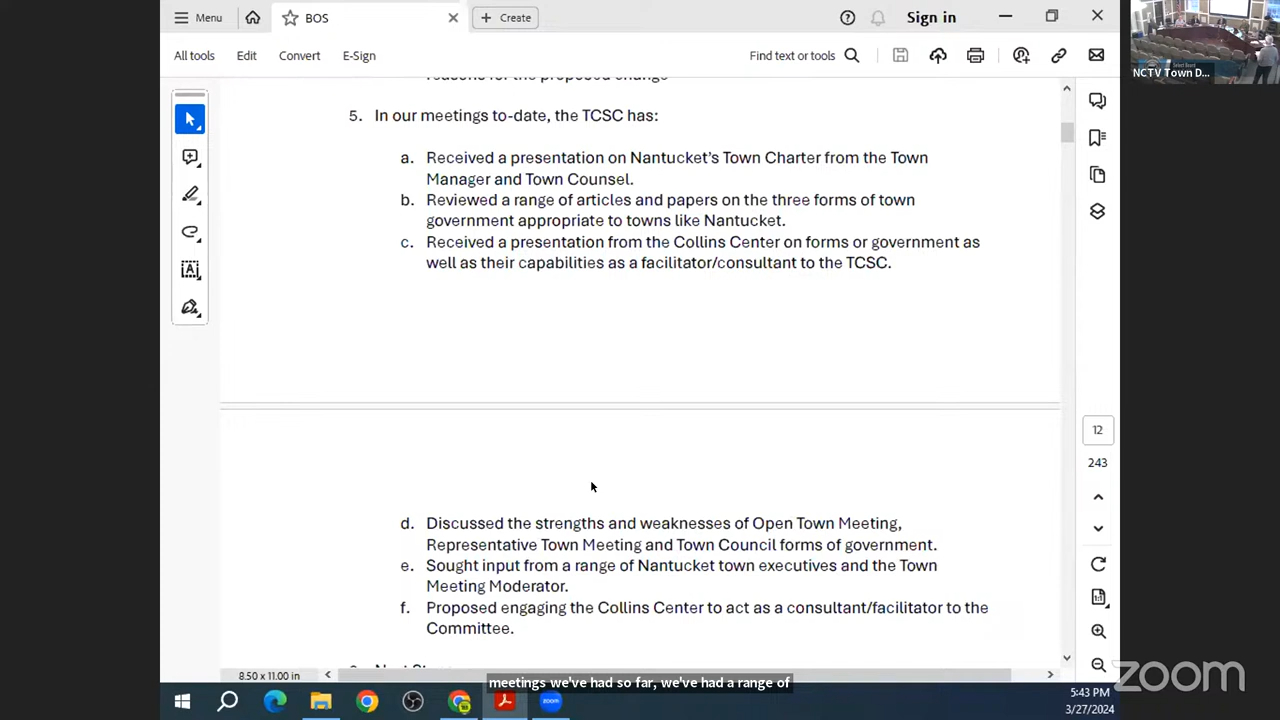 Menu
BOS
Create
Sign in
All tools
Edit
Convert
E-Sign
Find text or tools
NCTV Town D...
reasons for the proposed change
5. In our meetings to-date, the TCSC has:
a. Received a presentation on Nantucket's Town Charter from the Town
Manager and Town Counsel.
b. Reviewed a range of articles and papers on the three forms of town
government appropriate to towns like Nantucket.
c. Received a presentation from the Collins Center on forms or government as
well as their capabilities as a facilitator/consultant to the TCSC.
12
243
d. Discussed the strengths and weaknesses of Open Town Meeting,
Representative Town Meeting and Town Council forms of government.
e. Sought input from a range of Nantucket town executives and the Town
Meeting Moderator.
f. Proposed engaging the Collins Center to act as a consultant/facilitator to the
Committee.
8.50 x 11.00 in
meetings we've had so far, we've had a range of
zoom
5:43 PM
3/27/2024
zoom